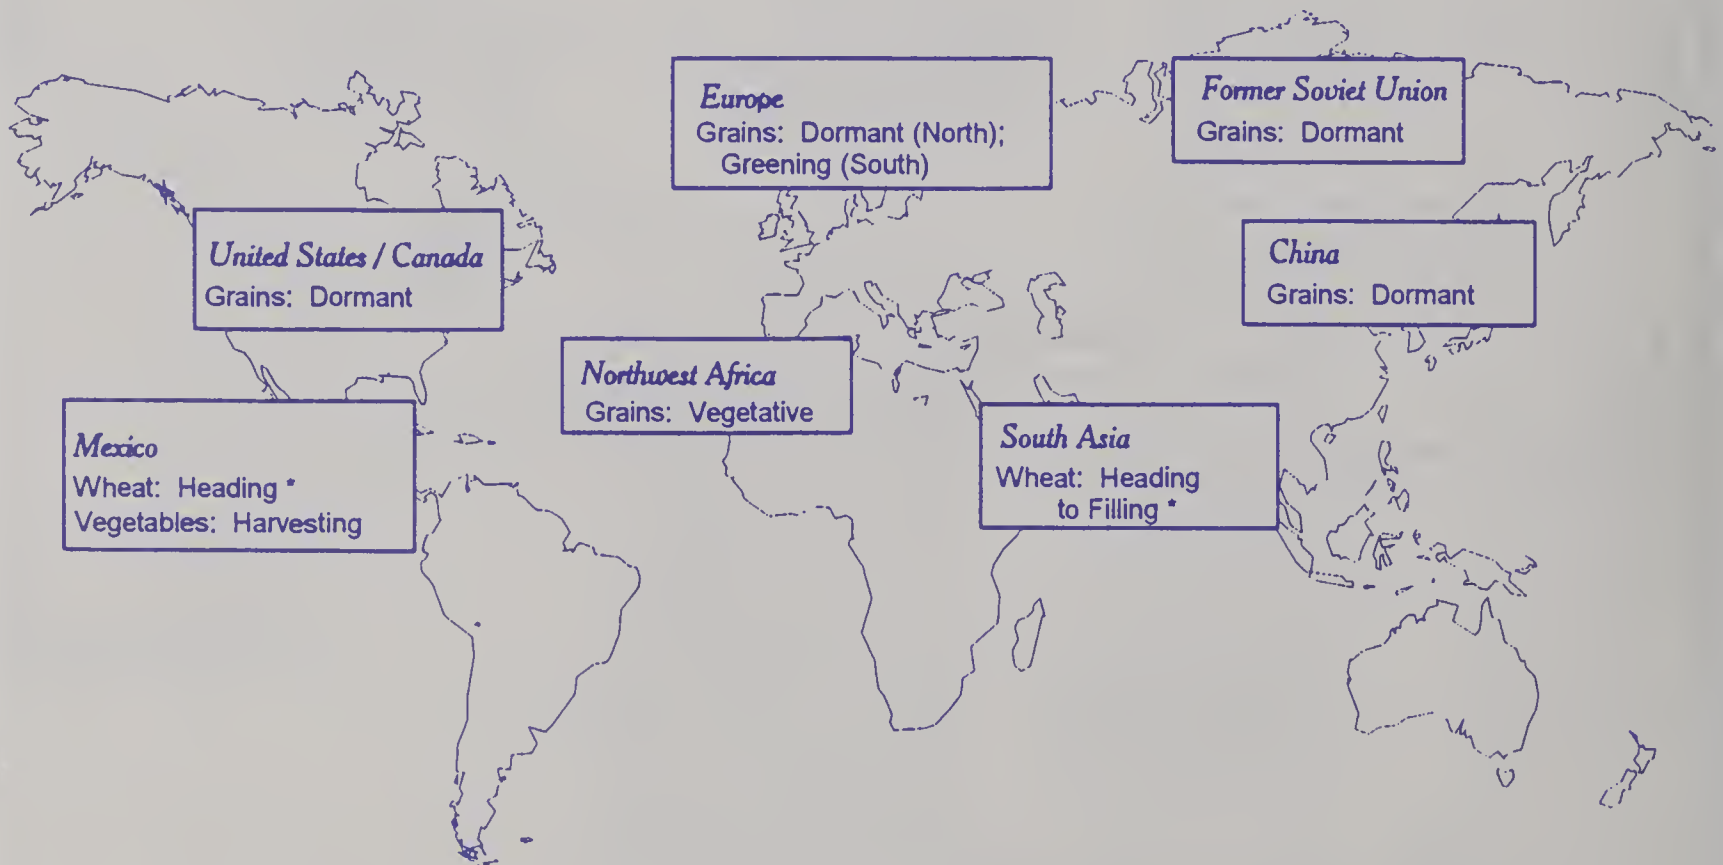 Europe
Grains: Dormant (North);
Greening (South)
Former Soviet Union
Grains: Dormant
United States / Canada
Grains: Dormant
China
Grains: Dormant
Northwest Africa
Grains: Vegetative
Mexico
Wheat: Heading *
Vegetables: Harvesting
South Asia
Wheat: Heading
to Filling *